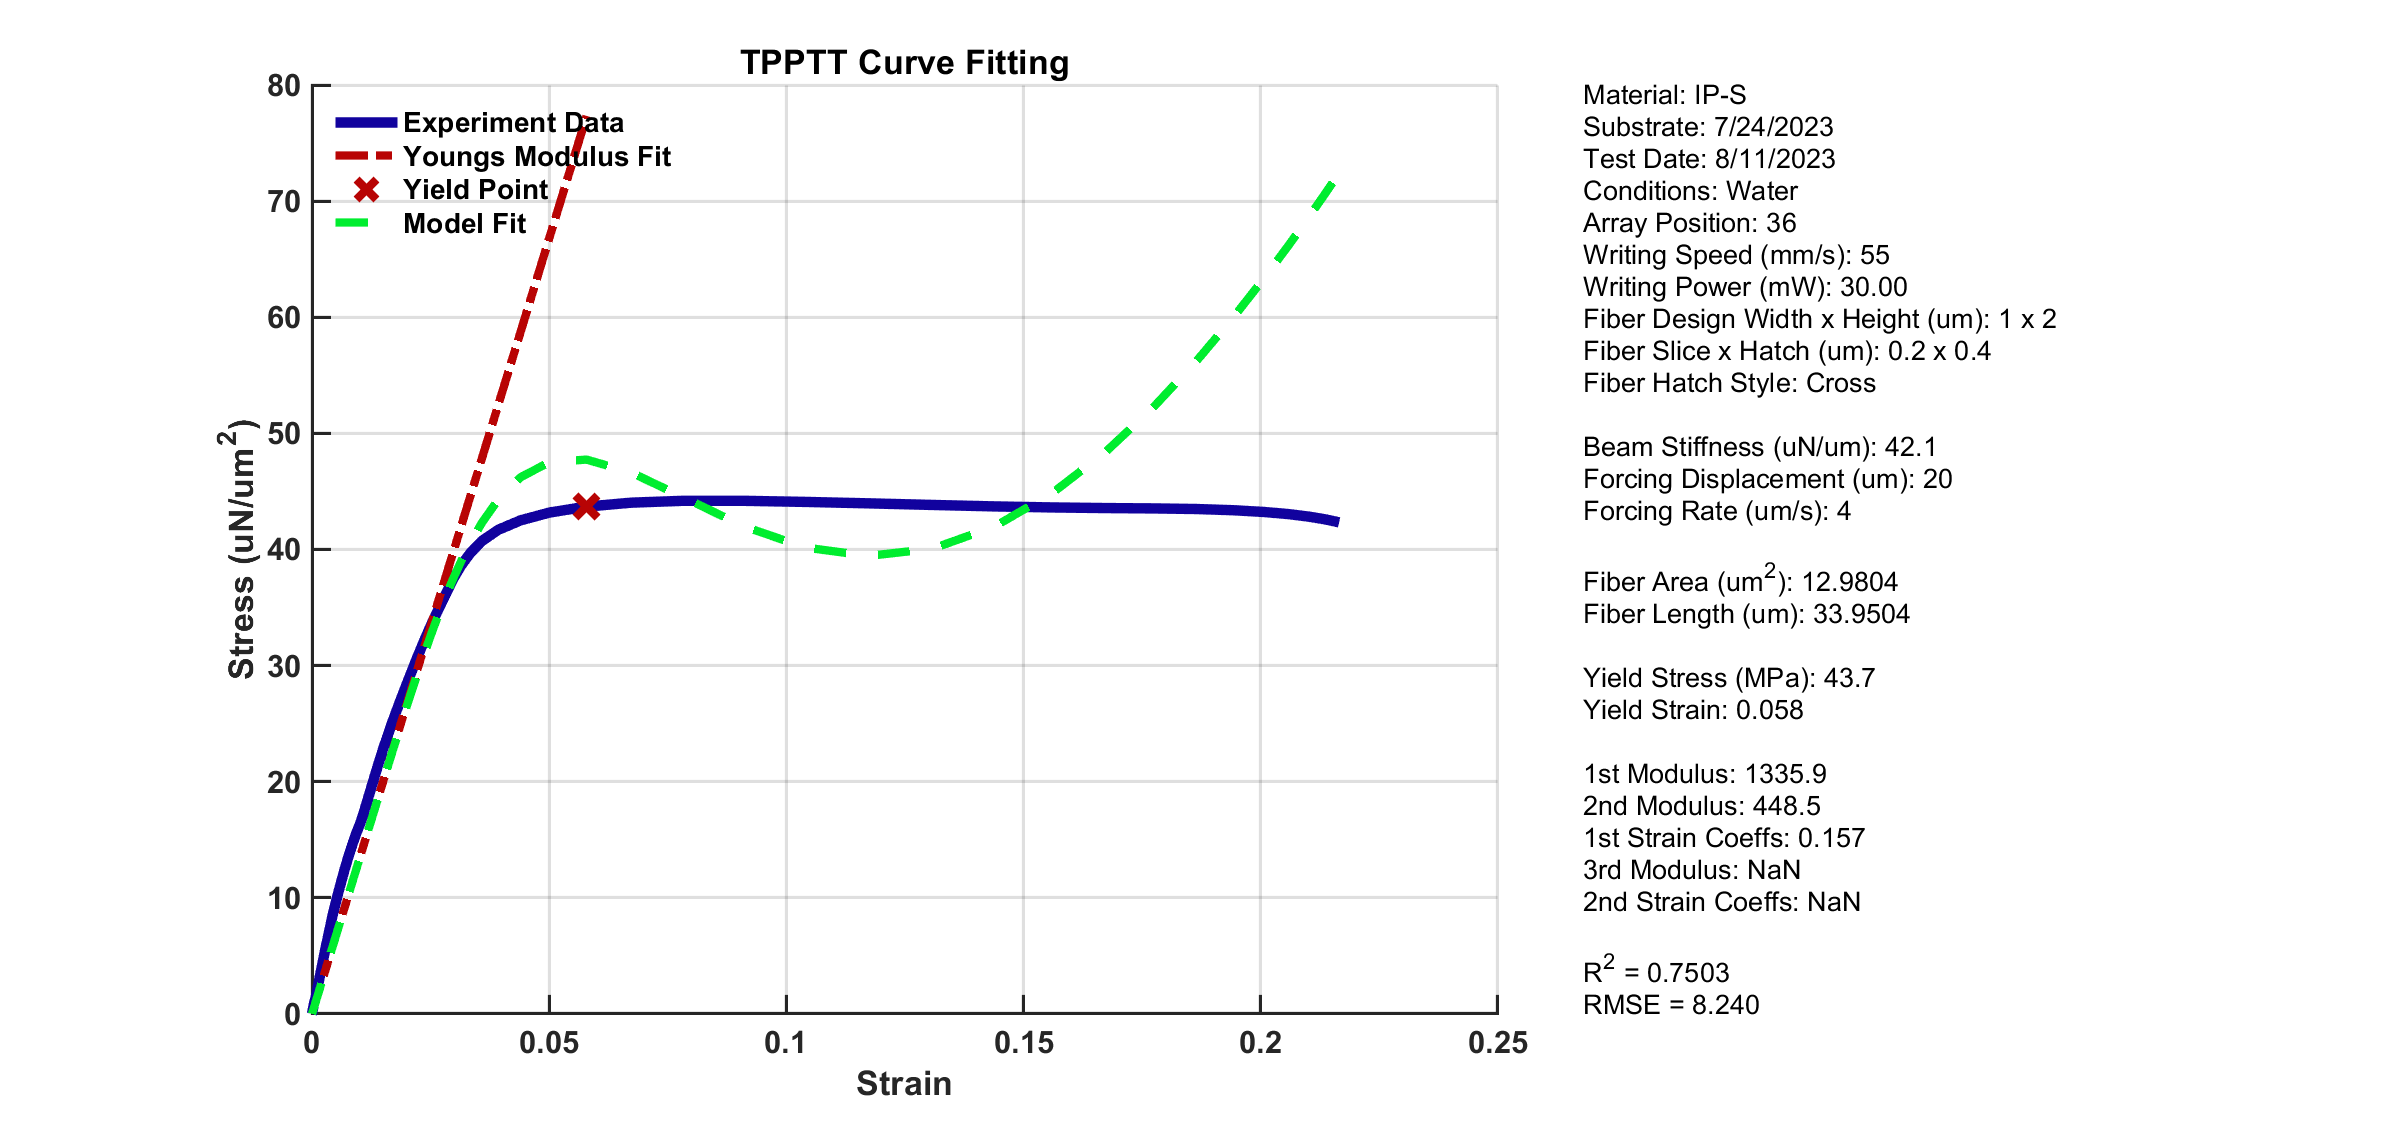 TPPTT Curve Fitting
80
70
60
50
40
30
20
10
0
Stress (uN/um²)
Experiment Data
Youngs Modulus Fit
Yield Point
Model Fit
0
0.05
0.1
0.15
0.2
0.25
Strain
Material: IP-S
Substrate: 7/24/2023
Test Date: 8/11/2023
Conditions: Water
Array Position: 36
Writing Speed (mm/s): 55
Writing Power (mW): 30.00
Fiber Design Width x Height (um): 1 x 2
Fiber Slice x Hatch (um): 0.2 x 0.4
Fiber Hatch Style: Cross
Beam Stiffness (uN/um): 42.1
Forcing Displacement (um): 20
Forcing Rate (um/s): 4
Fiber Area (um²): 12.9804
Fiber Length (um): 33.9504
Yield Stress (MPa): 43.7
Yield Strain: 0.058
1st Modulus: 1335.9
2nd Modulus: 448.5
1st Strain Coeffs: 0.157
3rd Modulus: NaN
2nd Strain Coeffs: NaN
R² = 0.7503
RMSE = 8.240